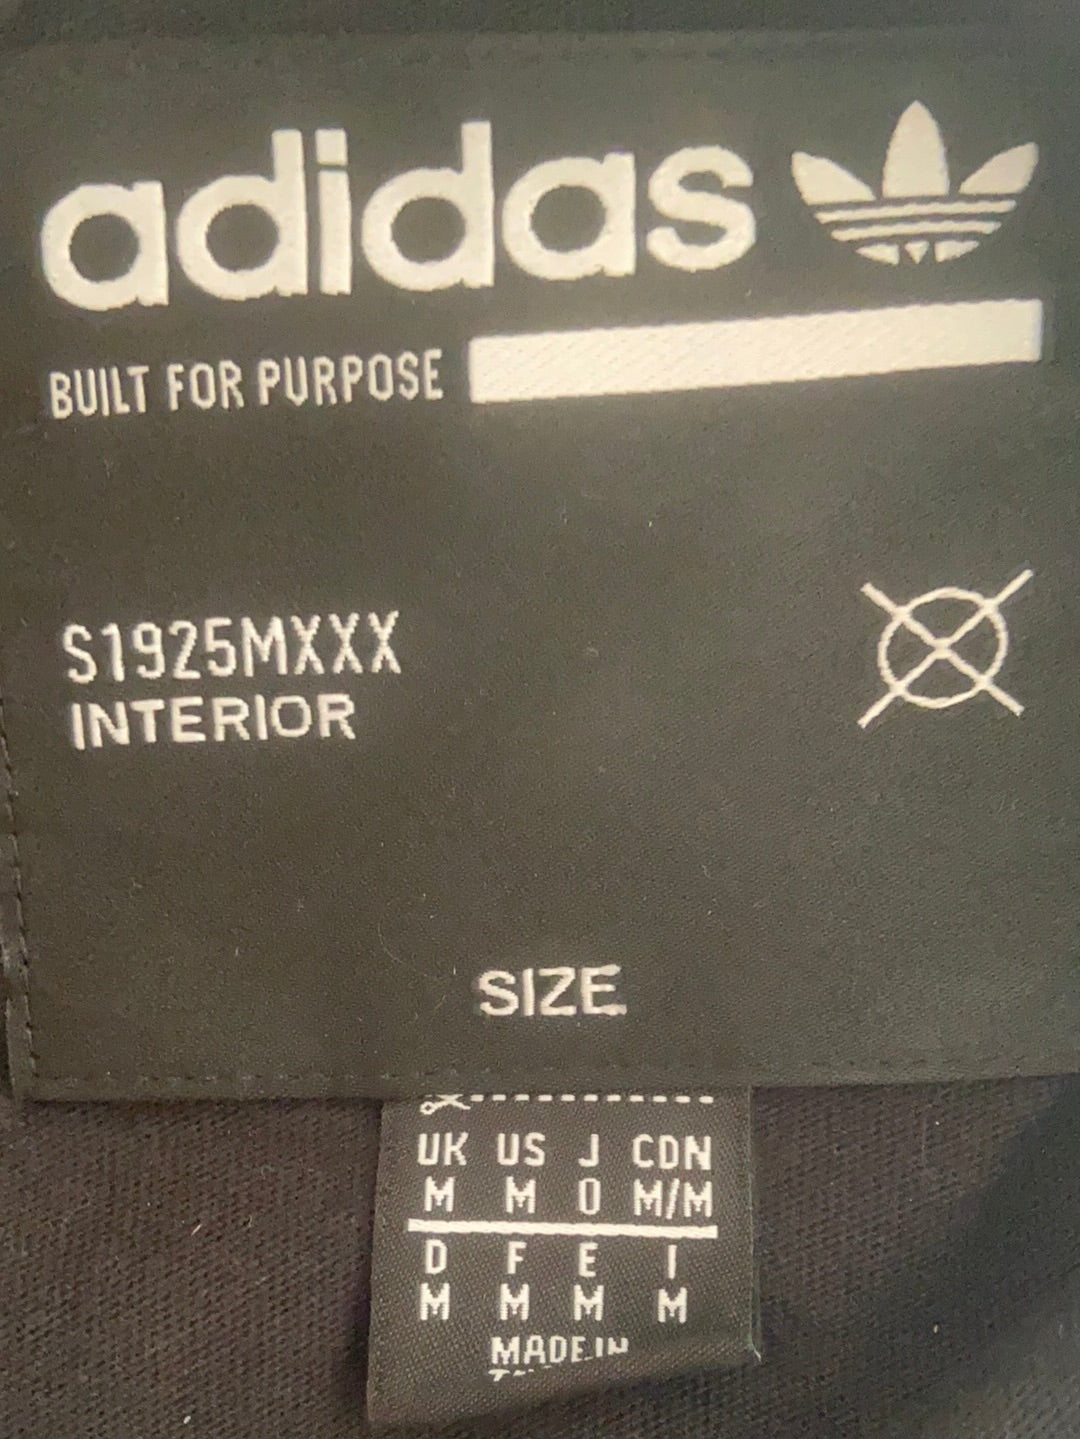 adidas
BUILT FOR PURPOSE
S1925MXXX
INTERIOR
SIZE
UK US J CDN
M M O M/M
D F E I
M M M M
MADE IN